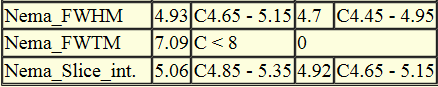 Nema_FWHM 4.93 C4.65 - 5.15 4.7 C4.45 - 4.95
Nema_FWTM 7.09 C < 8 0
Nema_Slice_int. 5.06 C4.85 - 5.35 4.92 C4.65 - 5.15